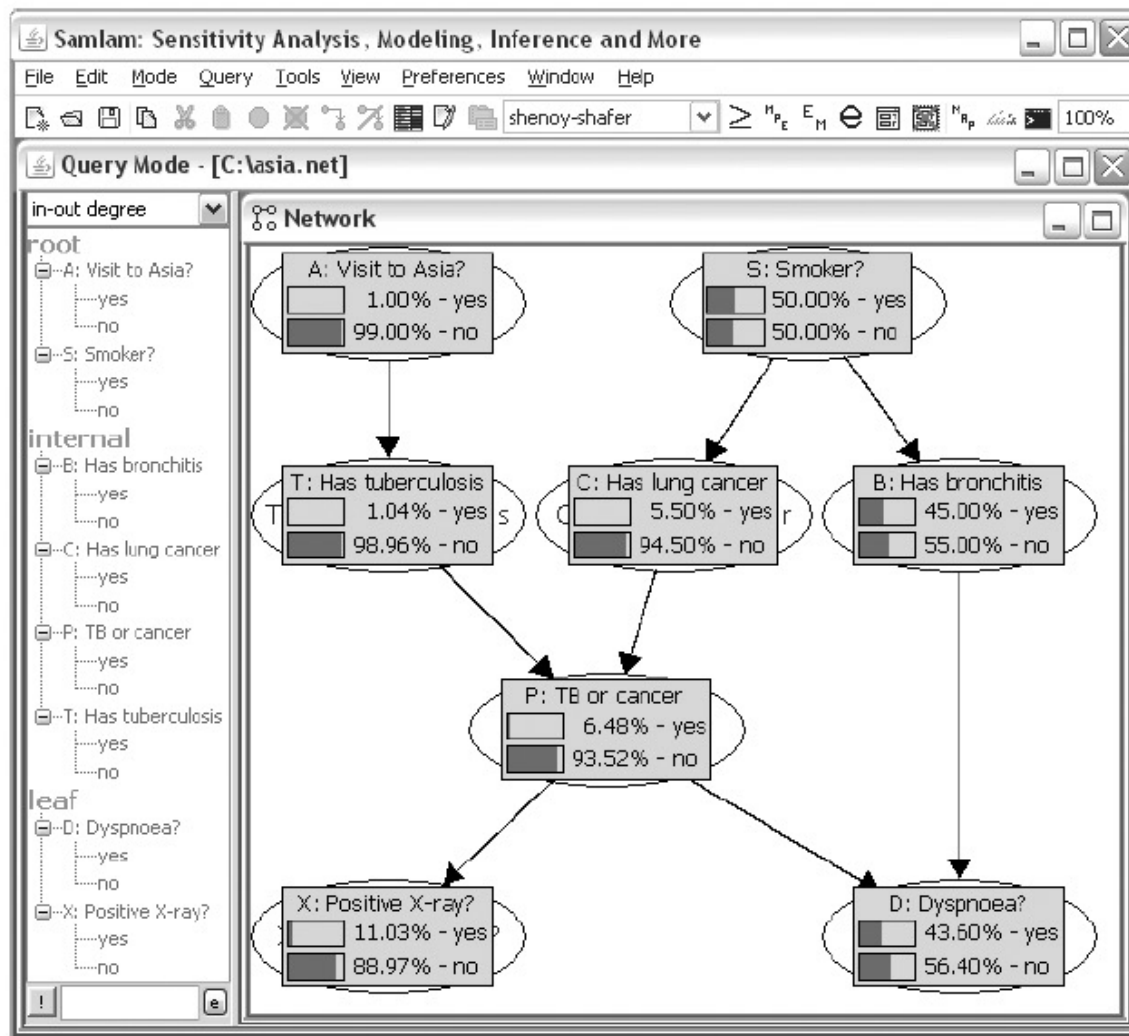 Samlam: Sensitivity Analysis, Modeling, Inference and More
File Edit Mode Query Tools View Preferences Window Help
shenoy-shafer
MPE
EM
MAP
100%
Query Mode - [C:\asia.net]
in-out degree
root
A: Visit to Asia?
yes
no
S: Smoker?
yes
no
internal
B: Has bronchitis
yes
no
C: Has lung cancer
yes
no
P: TB or cancer
yes
no
T: Has tuberculosis
yes
no
leaf
D: Dyspnoea?
yes
no
X: Positive X-ray?
yes
no
!
e
Network
A: Visit to Asia?
1.00% - yes
99.00% - no
S: Smoker?
50.00% - yes
50.00% - no
T: Has tuberculosis
1.04% - yes
98.96% - no
C: Has lung cancer
5.50% - yes
94.50% - no
B: Has bronchitis
45.00% - yes
55.00% - no
P: TB or cancer
6.48% - yes
93.52% - no
X: Positive X-ray?
11.03% - yes
88.97% - no
D: Dyspnoea?
43.60% - yes
56.40% - no